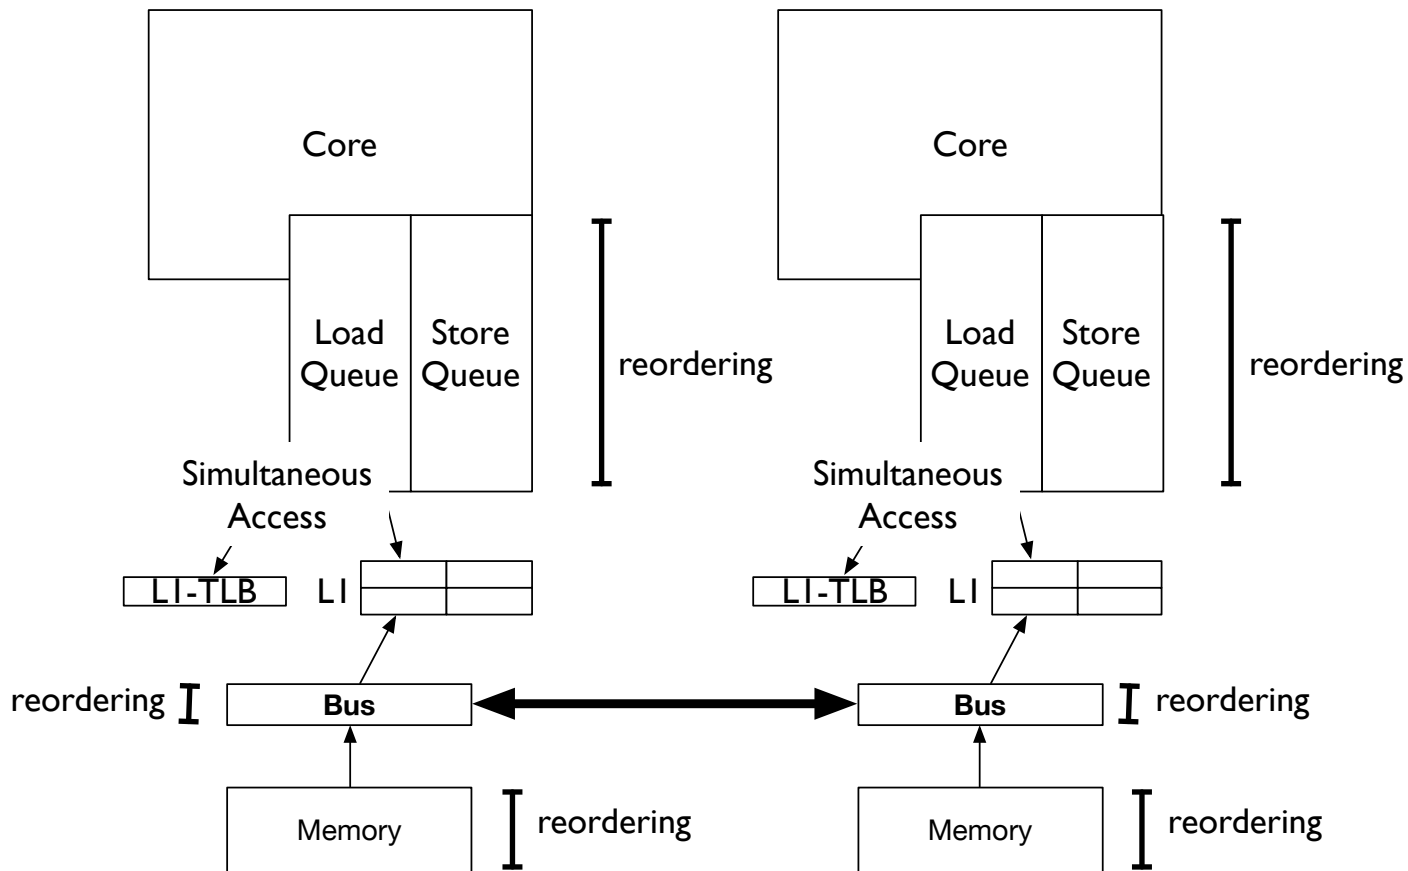 Core
Core
Load
Queue
Store
Queue
reordering
Load
Queue
Store
Queue
reordering
Simultaneous
Access
Simultaneous
Access
L1-TLB
L1
L1-TLB
L1
reordering
Bus
Bus
reordering
Memory
reordering
Memory
reordering